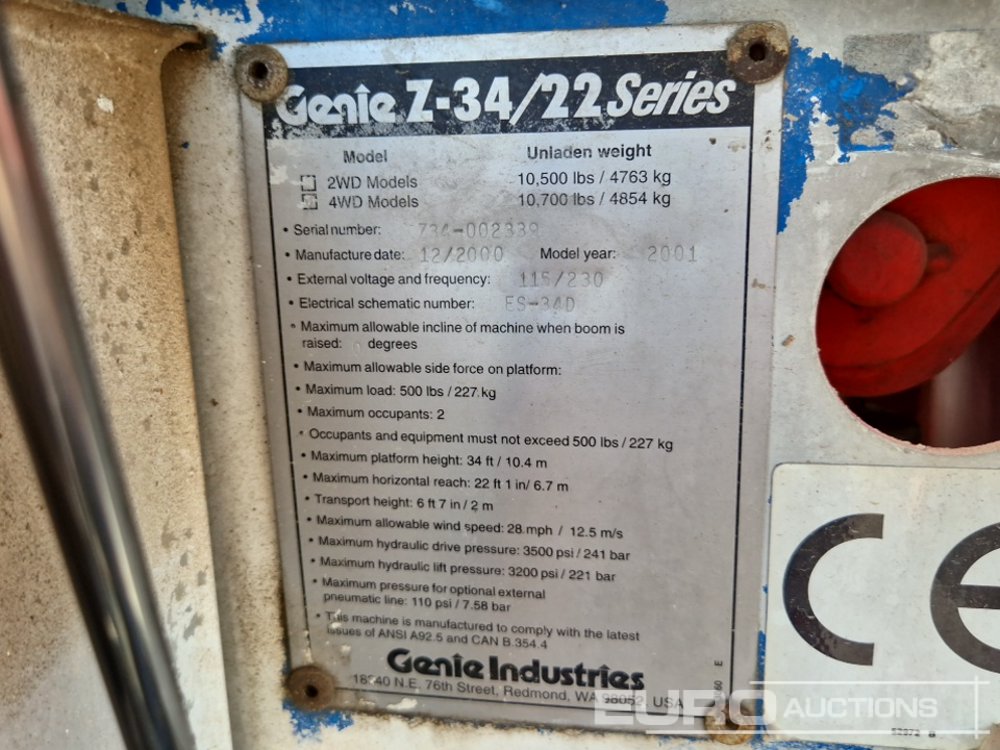 Genie Z-34/22 Series
Model Unladen weight
2WD Models 10,500 lbs / 4763 kg
4WD Models 10,700 lbs / 4854 kg
• Serial number: Z34-002339
• Manufacture date: 12/2000 Model year: 2001
• External voltage and frequency: 115/230
• Electrical schematic number: ES-34D
• Maximum allowable incline of machine when boom is
raised: degrees
• Maximum allowable side force on platform:
• Maximum load: 500 lbs / 227 kg
• Maximum occupants: 2
• Occupants and equipment must not exceed 500 lbs / 227 kg
• Maximum platform height: 34 ft / 10.4 m
• Maximum horizontal reach: 22 ft 1 in/ 6.7 m
• Transport height: 6 ft 7 in / 2 m
• Maximum allowable wind speed: 28 mph / 12.5 m/s
• Maximum hydraulic drive pressure: 3500 psi / 241 bar
• Maximum hydraulic lift pressure: 3200 psi / 221 bar
• Maximum pressure for optional external
pneumatic line: 110 psi / 7.58 bar
• This machine is manufactured to comply with the latest
issues of ANSI A92.5 and CAN B.354.4
Genie Industries
18340 N.E. 76th Street, Redmond, WA 98052, USA
CE
EURO AUCTIONS